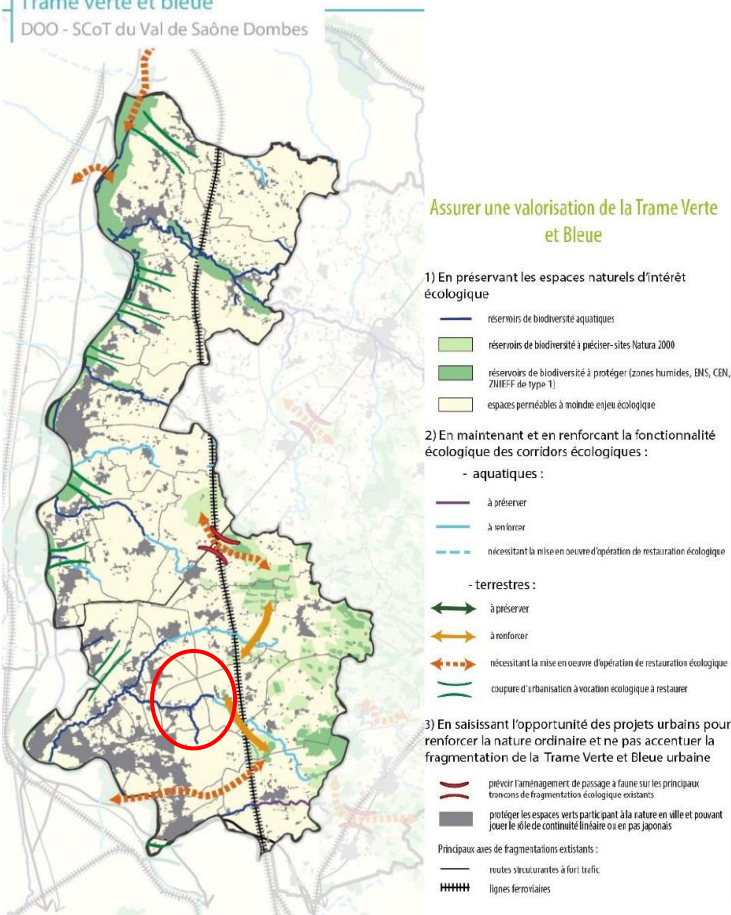 Trame verte et bleue
DOO - SCoT du Val de Saône Dombes
Assurer une valorisation de la Trame Verte
et Bleue
1) En préservant les espaces naturels d'intérêt
écologique
réservoirs de biodiversité aquatiques
réservoirs de biodiversité à préciser-sites Natura 2000
réservoirs de biodiversité à protéger (zones humides, ENS, CEN,
ZNIEFF de type 1)
espaces perméables à moindre enjeu écologique
2) En maintenant et en renforcant la fonctionnalité
écologique des corridors écologiques :
- aquatiques :
à préserver
à renforcer
nécessitant la mise en oeuvre d'opération de restauration écologique
- terrestres :
à préserver
à renforcer
nécessitant la mise en oeuvre d'opération de restauration écologique
coupure d'urbanisation à vocation écologique à restaurer
3) En saisissant l'opportunité des projets urbains pour
renforcer la nature ordinaire et ne pas accentuer la
fragmentation de la Trame Verte et Bleue urbaine
prévoir l'aménagement de passage à faune sur les principaux
troncons de fragmentation écologique existants
protéger les espaces verts participant à la nature en ville et pouvant
jouer le rôle de continuité linéaire ou en pas japonais
Principaux axes de fragmentations extistants :
routes strcuturantes à fort trafic
lignes ferroviaires